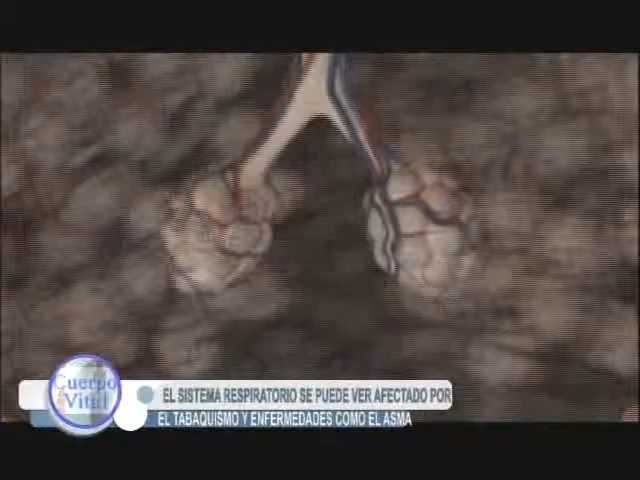 Cuerpo
Vital
EL SISTEMA RESPIRATORIO SE PUEDE VER AFECTADO POR
EL TABAQUISMO Y ENFERMEDADES COMO EL ASMA